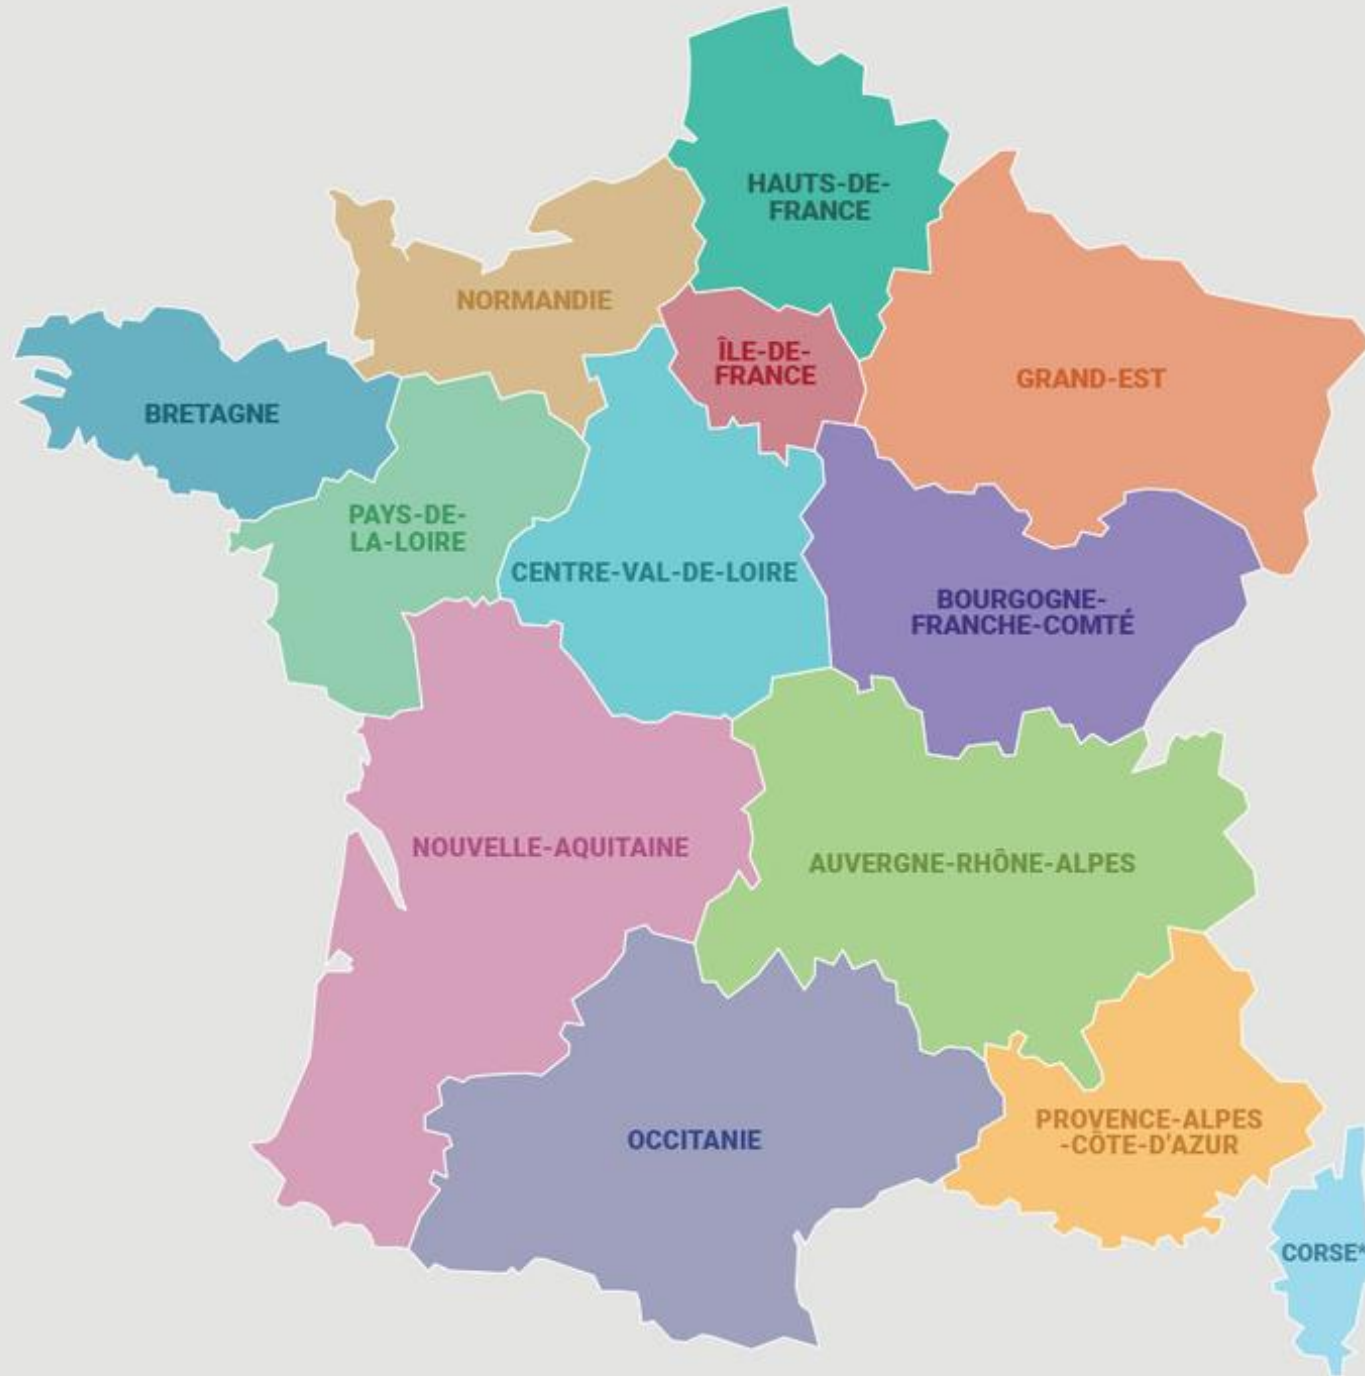 HAUTS-DE-
FRANCE
NORMANDIE
ÎLE-DE-
FRANCE
GRAND-EST
BRETAGNE
PAYS-DE-
LA-LOIRE
CENTRE-VAL-DE-LOIRE
BOURGOGNE-
FRANCHE-COMTÉ
NOUVELLE-AQUITAINE
AUVERGNE-RHÔNE-ALPES
OCCITANIE
PROVENCE-ALPES
-CÔTE-D'AZUR
CORSE*